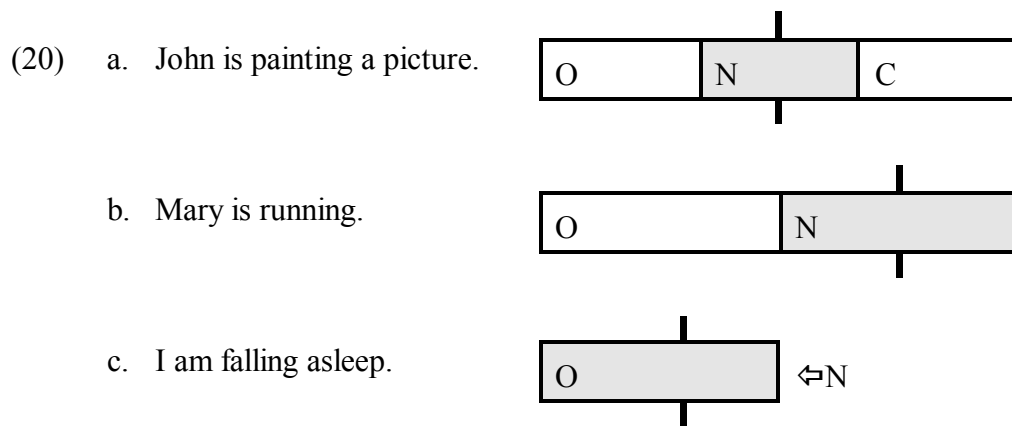 (20) a. John is painting a picture. O N C
b. Mary is running. O N
c. I am falling asleep. O ⇦N